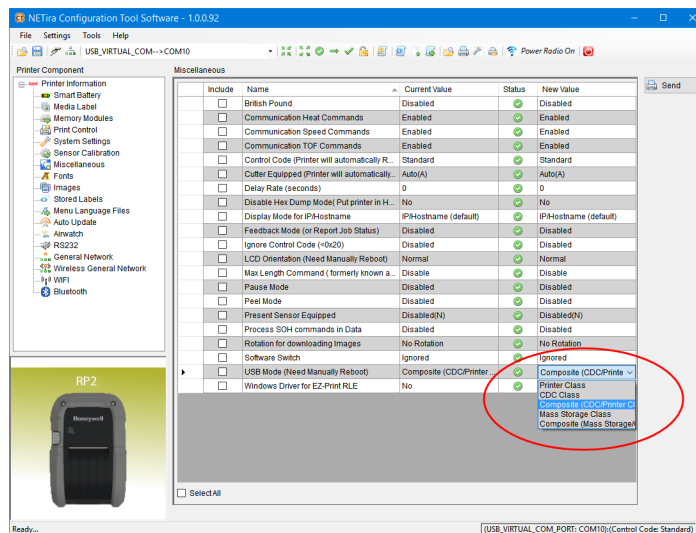 NETira Configuration Tool Software - 1.0.0.92
File Settings Tools Help
USB_VIRTUAL_COM-->COM10 Power Radio On
Printer Component
Printer Information
Smart Battery
Media Label
Memory Modules
Print Control
System Settings
Sensor Calibration
Miscellaneous
Fonts
Images
Stored Labels
Menu Language Files
Auto Update
Airwatch
RS232
General Network
Wireless General Network
WIFI
Bluetooth
RP2
Honeywell
Miscellaneous
Include Name Current Value Status New Value
British Pound Disabled Disabled
Communication Heat Commands Enabled Enabled
Communication Speed Commands Enabled Enabled
Communication TOF Commands Enabled Enabled
Control Code (Printer will automatically R... Standard Standard
Cutter Equipped (Printer will automatically... Auto(A) Auto(A)
Delay Rate (seconds) 0 0
Disable Hex Dump Mode( Put printer in H... No No
Display Mode for IP/Hostname IP/Hostname (default) IP/Hostname (default)
Feedback Mode (or Report Job Status) Disabled Disabled
Ignore Control Code (<0x20) Disabled Disabled
LCD Orientation (Need Manually Reboot) Normal Normal
Max Length Command ( formerly known a... Disable Disable
Pause Mode Disabled Disabled
Peel Mode Disabled Disabled
Present Sensor Equipped Disabled(N) Disabled(N)
Process SOH commands in Data Disabled Disabled
Rotation for downloading Images No Rotation No Rotation
Software Switch Ignored Ignored
USB Mode (Need Manually Reboot) Composite (CDC/Printer ... Composite (CDC/Printe
Windows Driver for EZ-Print RLE No
Printer Class
CDC Class
Composite (CDC/Printer Cl
Mass Storage Class
Composite (Mass Storage/
Select All
Send
Ready...
(USB_VIRTUAL_COM_PORT: COM10):(Control Code: Standard)